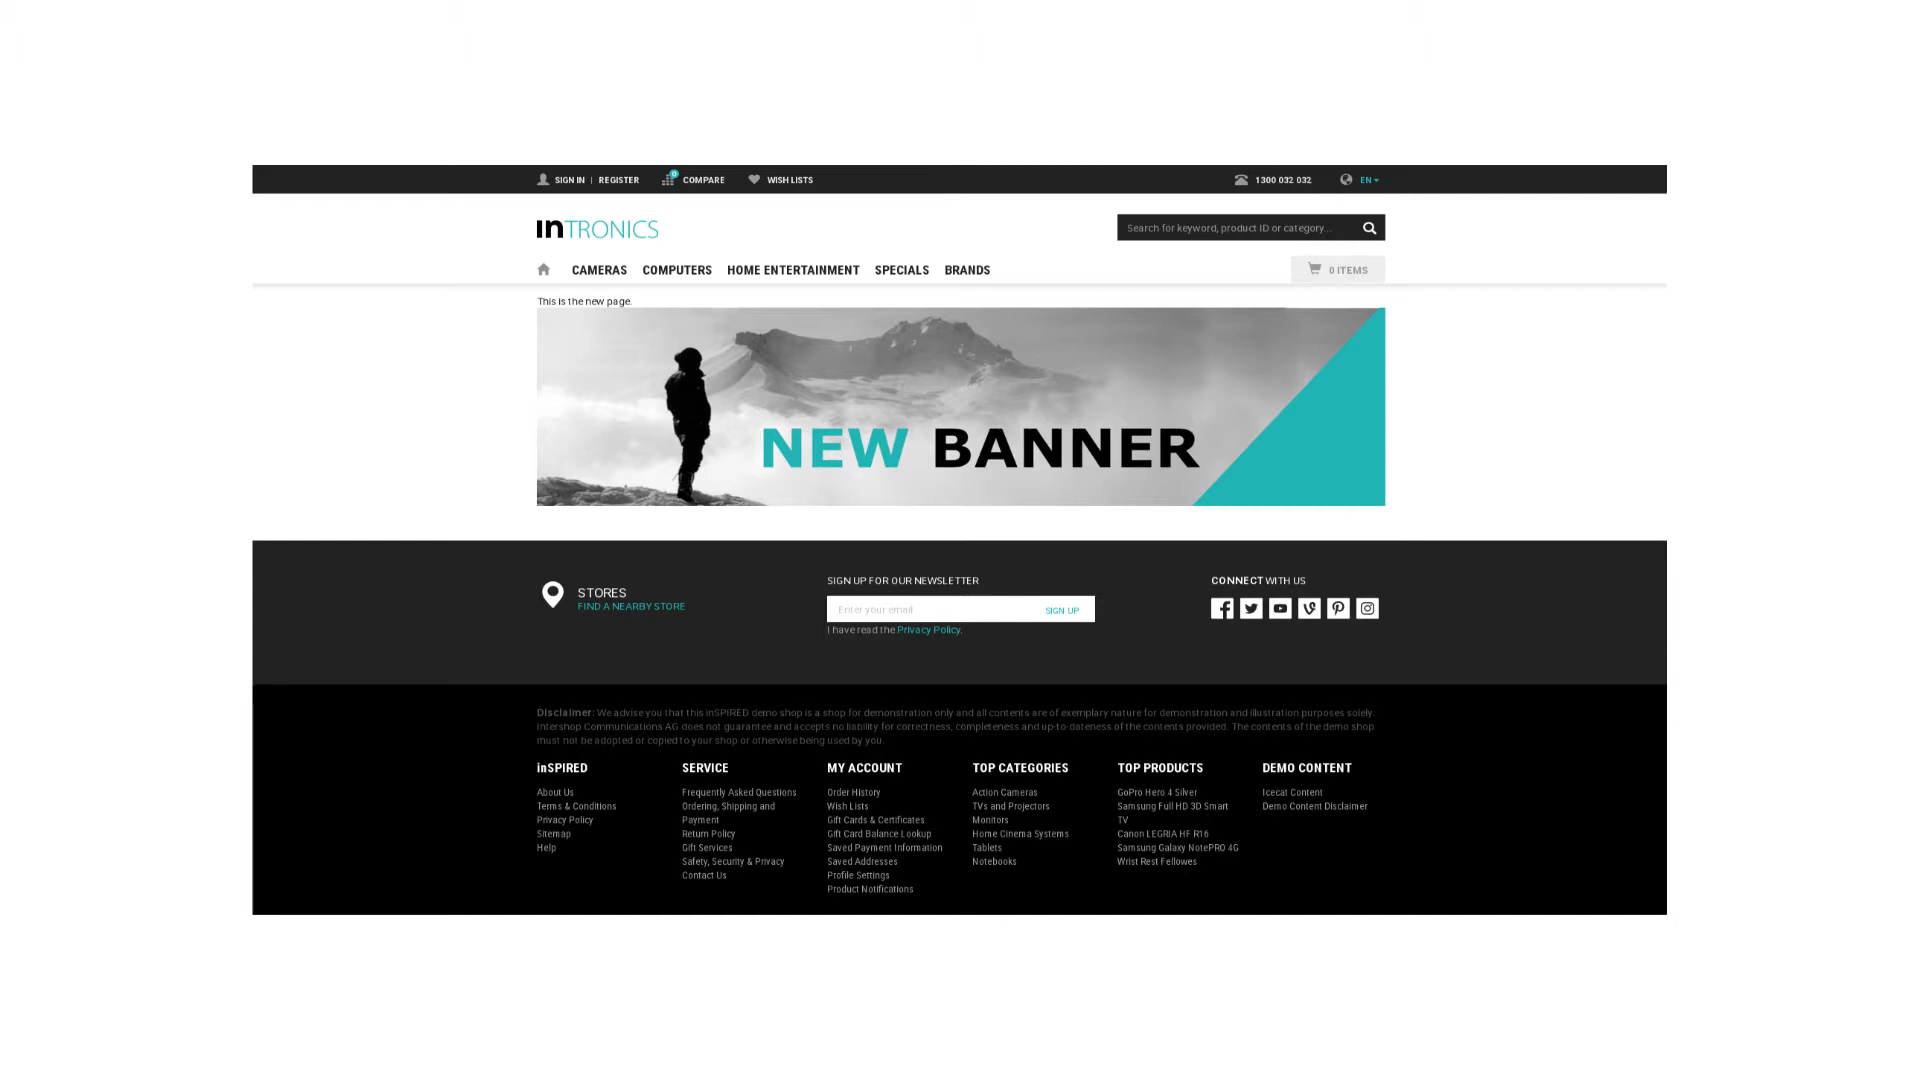 SIGN IN | REGISTER 0 COMPARE WISH LISTS 1300 032 032 EN
inTRONICS
Search for keyword, product ID or category...
CAMERAS COMPUTERS HOME ENTERTAINMENT SPECIALS BRANDS 0 ITEMS
This is the new page.
NEW BANNER
STORES
FIND A NEARBY STORE
SIGN UP FOR OUR NEWSLETTER
Enter your email SIGN UP
I have read the Privacy Policy.
CONNECT WITH US
Disclaimer: We advise you that this inSPIRED demo shop is a shop for demonstration only and all contents are of exemplary nature for demonstration and illustration purposes solely.
Intershop Communications AG does not guarantee and accepts no liability for correctness, completeness and up-to-dateness of the contents provided. The contents of the demo shop
must not be adopted or copied to your shop or otherwise being used by you.
inSPIRED
About Us
Terms & Conditions
Privacy Policy
Sitemap
Help
SERVICE
Frequently Asked Questions
Ordering, Shipping and
Payment
Return Policy
Gift Services
Safety, Security & Privacy
Contact Us
MY ACCOUNT
Order History
Wish Lists
Gift Cards & Certificates
Gift Card Balance Lookup
Saved Payment Information
Saved Addresses
Profile Settings
Product Notifications
TOP CATEGORIES
Action Cameras
TVs and Projectors
Monitors
Home Cinema Systems
Tablets
Notebooks
TOP PRODUCTS
GoPro Hero 4 Silver
Samsung Full HD 3D Smart
TV
Canon LEGRIA HF R16
Samsung Galaxy NotePRO 4G
Wrist Rest Fellowes
DEMO CONTENT
Icecat Content
Demo Content Disclaimer